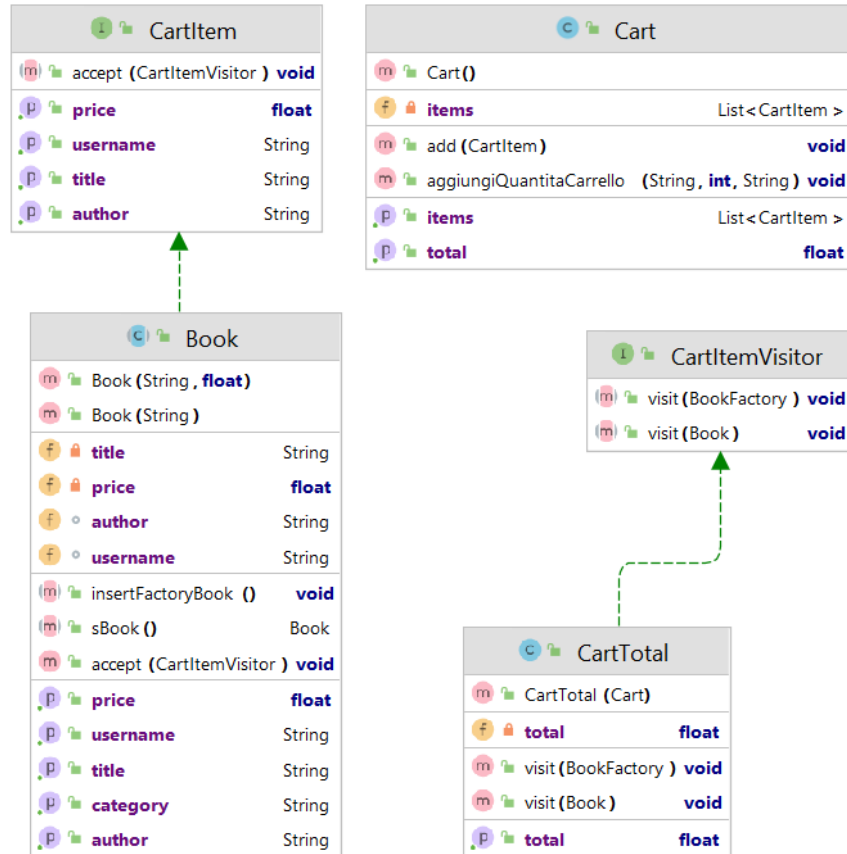 CartItem
accept (CartItemVisitor ) void
price float
username String
title String
author String
Cart
Cart()
items List<CartItem >
add (CartItem ) void
aggiungiQuantitaCarrello (String, int, String ) void
items List<CartItem >
total float
Book
Book (String , float)
Book (String )
title String
price float
author String
username String
insertFactoryBook () void
sBook () Book
accept (CartItemVisitor ) void
price float
username String
title String
category String
author String
CartItemVisitor
visit (BookFactory ) void
visit (Book ) void
CartTotal
CartTotal (Cart)
total float
visit (BookFactory ) void
visit (Book ) void
total float